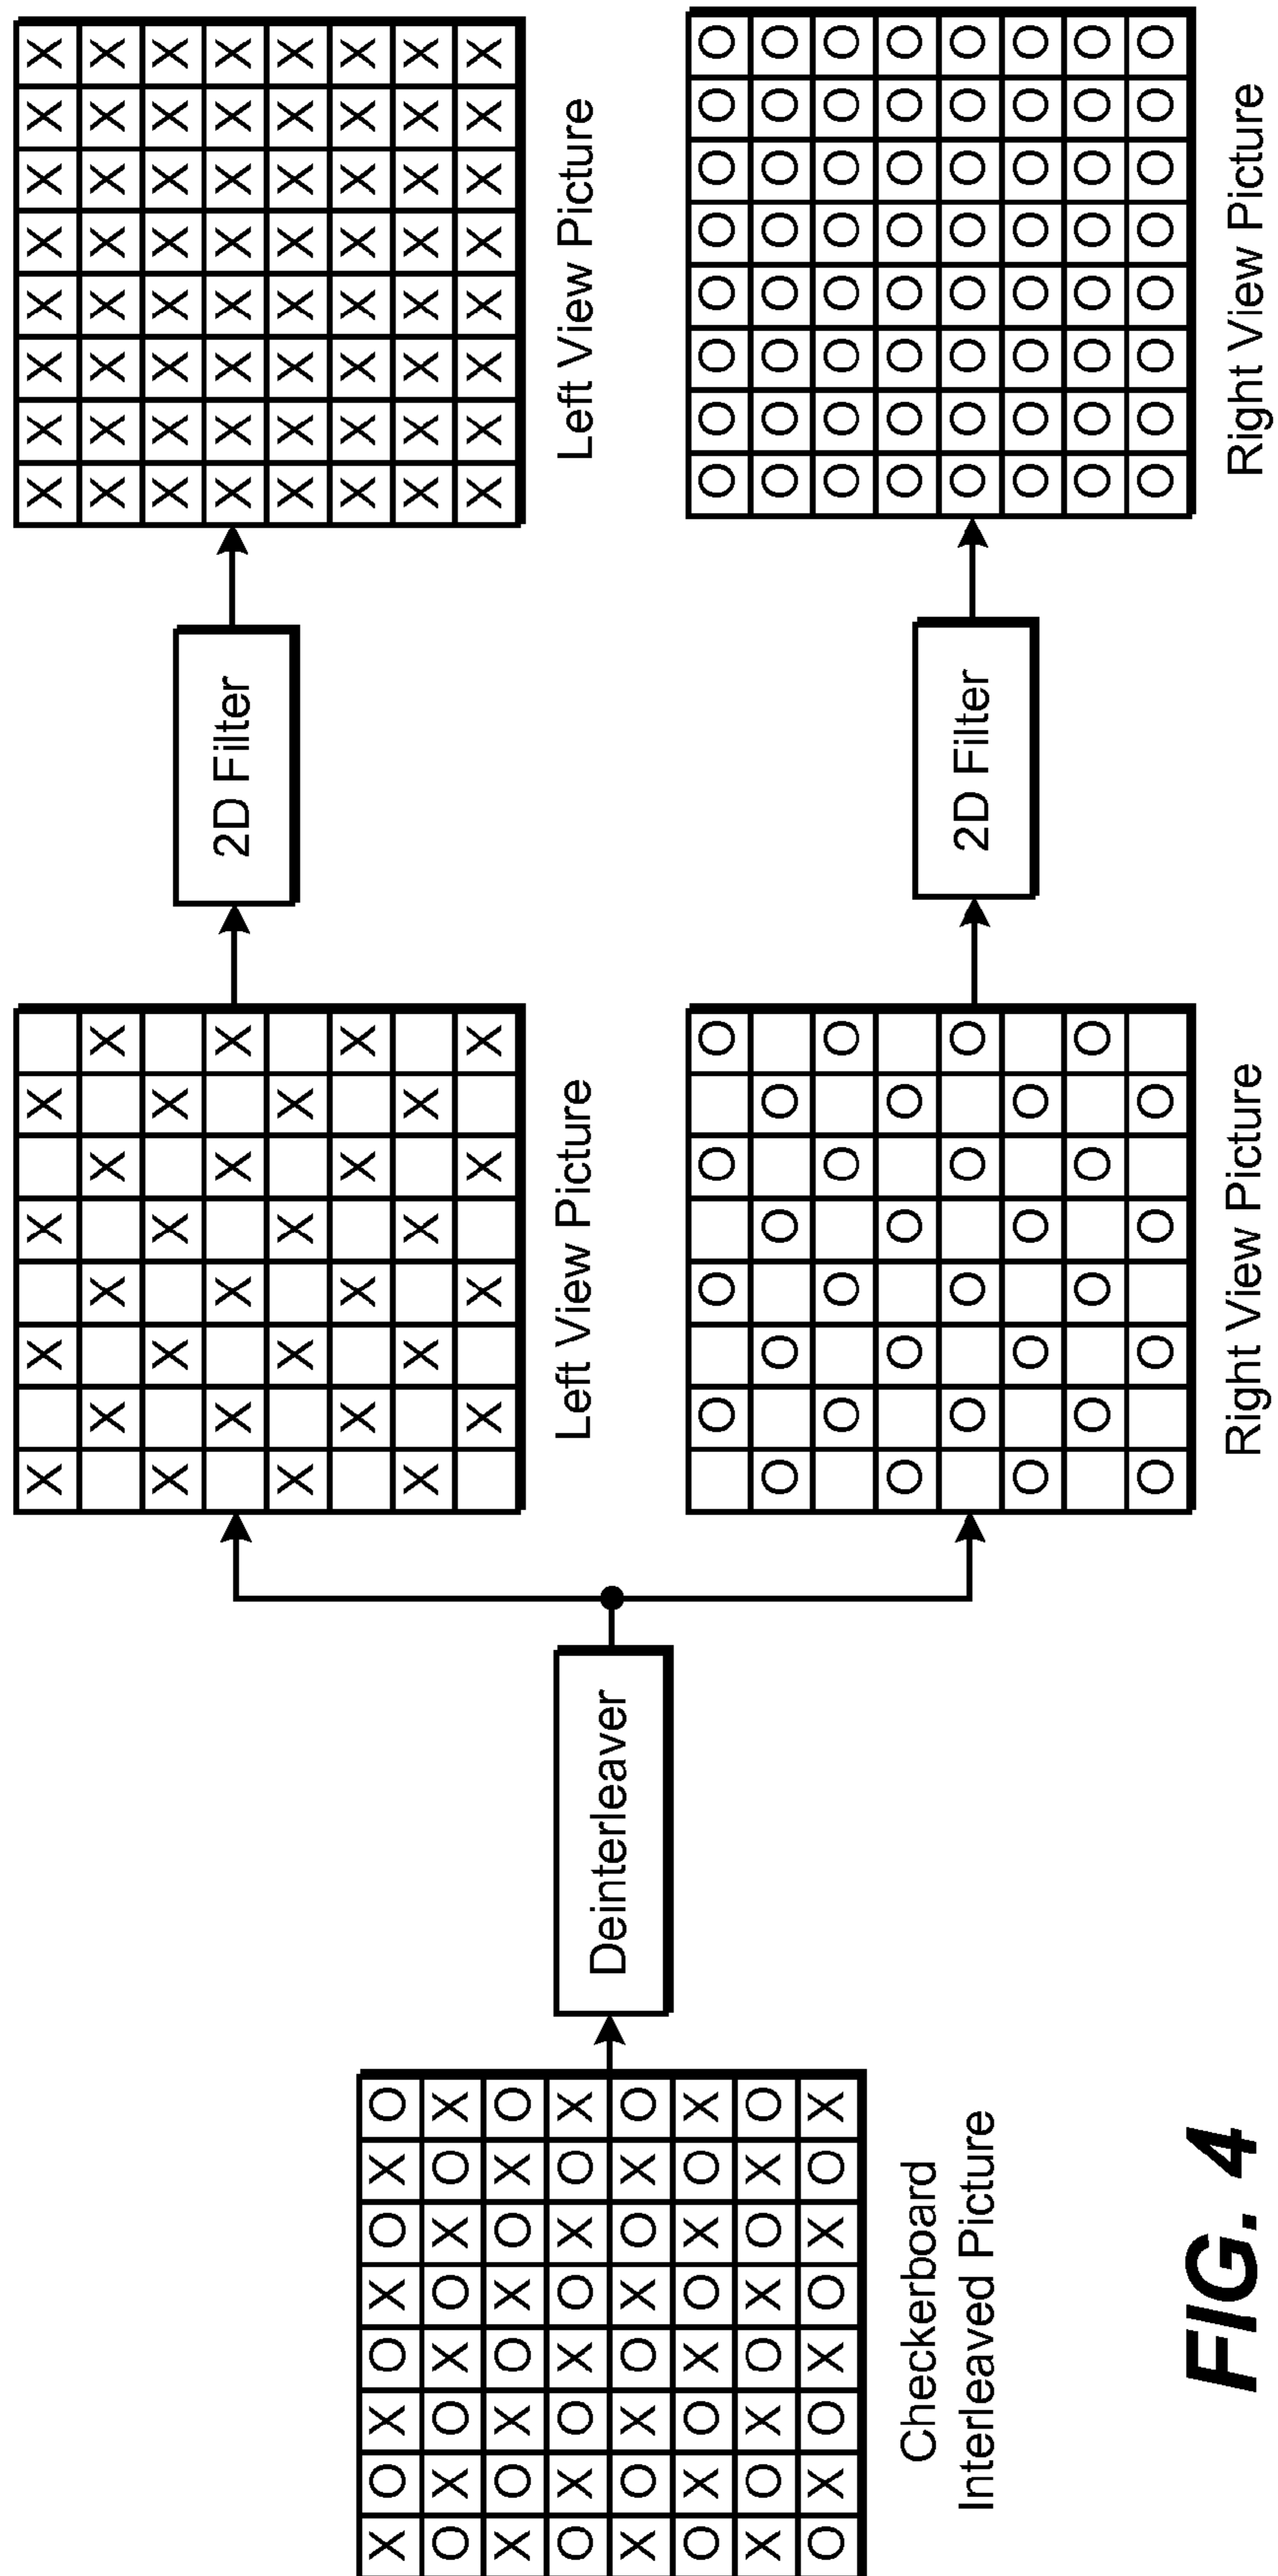 X O X O X O X O
O X O X O X O X
X O X O X O X O
O X O X O X O X
X O X O X O X O
O X O X O X O X
X O X O X O X O
O X O X O X O X
Checkerboard
Interleaved Picture
Deinterleaver
X X X X
X X X X
X X X X
X X X X
X X X X
X X X X
X X X X
X X X X
Left View Picture
2D Filter
X X X X X X X X
X X X X X X X X
X X X X X X X X
X X X X X X X X
X X X X X X X X
X X X X X X X X
X X X X X X X X
X X X X X X X X
Left View Picture
O O O O
O O O O
O O O O
O O O O
O O O O
O O O O
O O O O
O O O O
Right View Picture
2D Filter
O O O O O O O O
O O O O O O O O
O O O O O O O O
O O O O O O O O
O O O O O O O O
O O O O O O O O
O O O O O O O O
O O O O O O O O
Right View Picture
FIG. 4